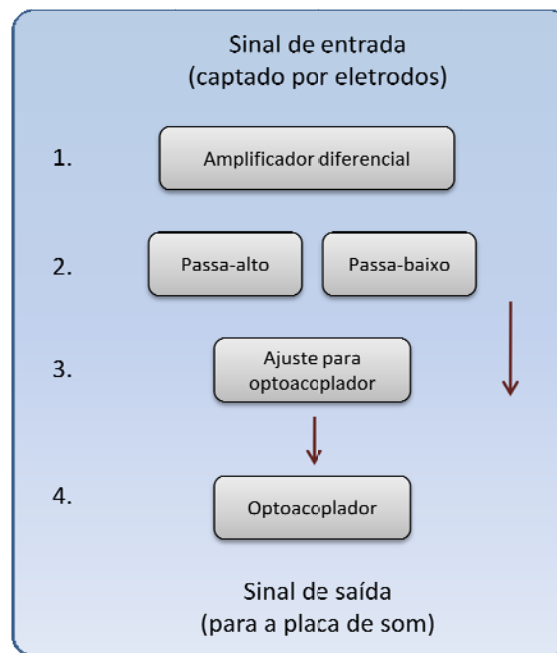 Sinal de entrada
(captado por eletrodos)
1.
Amplificador diferencial
2.
Passa-alto
Passa-baixo
3.
Ajuste para
optoacoplador
4.
Optoacoplador
Sinal de saída
(para a placa de som)